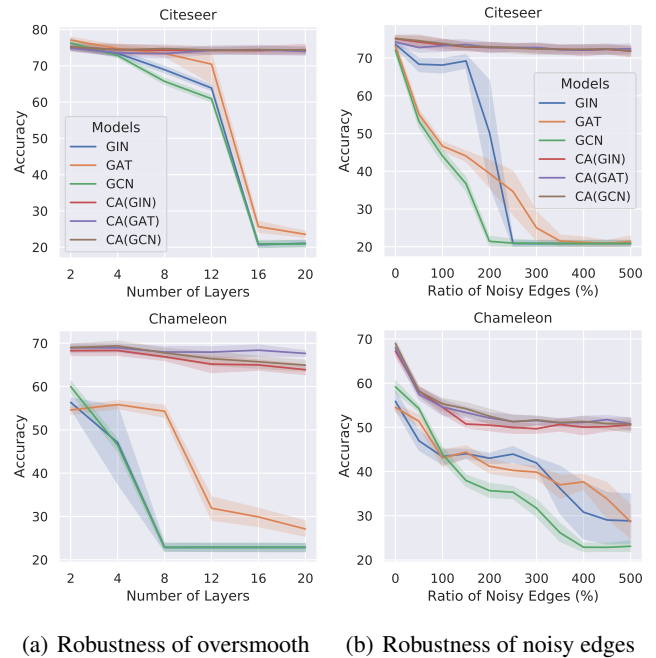 Citeseer
80
70
60
50
40
30
20
Accuracy
Models
GIN
GAT
GCN
CA(GIN)
CA(GAT)
CA(GCN)
2 4 8 12 16 20
Number of Layers
Citeseer
70
60
50
40
30
20
Accuracy
Models
GIN
GAT
GCN
CA(GIN)
CA(GAT)
CA(GCN)
0 100 200 300 400 500
Ratio of Noisy Edges (%)
Chameleon
70
60
50
40
30
20
Accuracy
2 4 8 12 16 20
Number of Layers
Chameleon
70
60
50
40
30
20
Accuracy
0 100 200 300 400 500
Ratio of Noisy Edges (%)
(a) Robustness of oversmooth
(b) Robustness of noisy edges